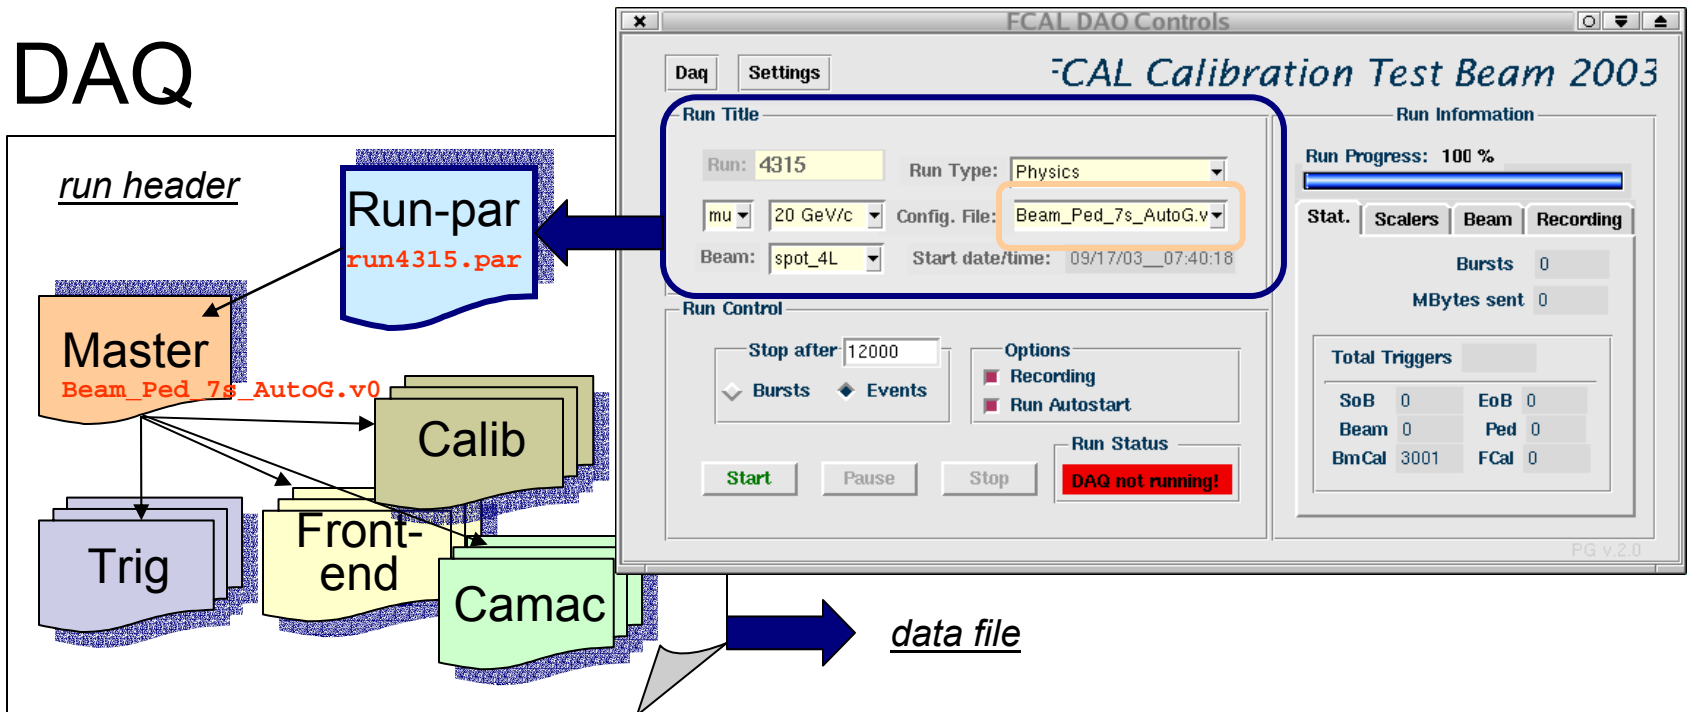 DAQ
run header
Run-par
run4315.par
Master
Beam_Ped_7s_AutoG.v0
Calib
Trig
Front-
end
Camac
data file
FCAL DAQ Controls
Daq Settings
FCAL Calibration Test Beam 2003
Run Title
Run: 4315 Run Type: Physics
mu 20 GeV/c Config. File: Beam_Ped_7s_AutoG.v
Beam: spot_4L Start date/time: 09/17/03__07:40:18
Run Control
Stop after 12000
Bursts Events
Options
Recording
Run Autostart
Start Pause Stop
Run Status
DAQ not running!
Run Information
Run Progress: 100 %
Stat. Scalers Beam Recording
Bursts 0
MBytes sent 0
Total Triggers
SoB 0 EoB 0
Beam 0 Ped 0
BmCal 3001 FCal 0
PG v.2.0